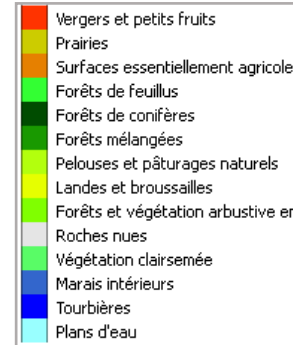 Vergers et petits fruits
Prairies
Surfaces essentiellement agricole
Forêts de feuillus
Forêts de conifères
Forêts mélangées
Pelouses et pâturages naturels
Landes et broussailles
Forêts et végétation arbustive er
Roches nues
Végétation clairsemée
Marais intérieurs
Tourbières
Plans d'eau